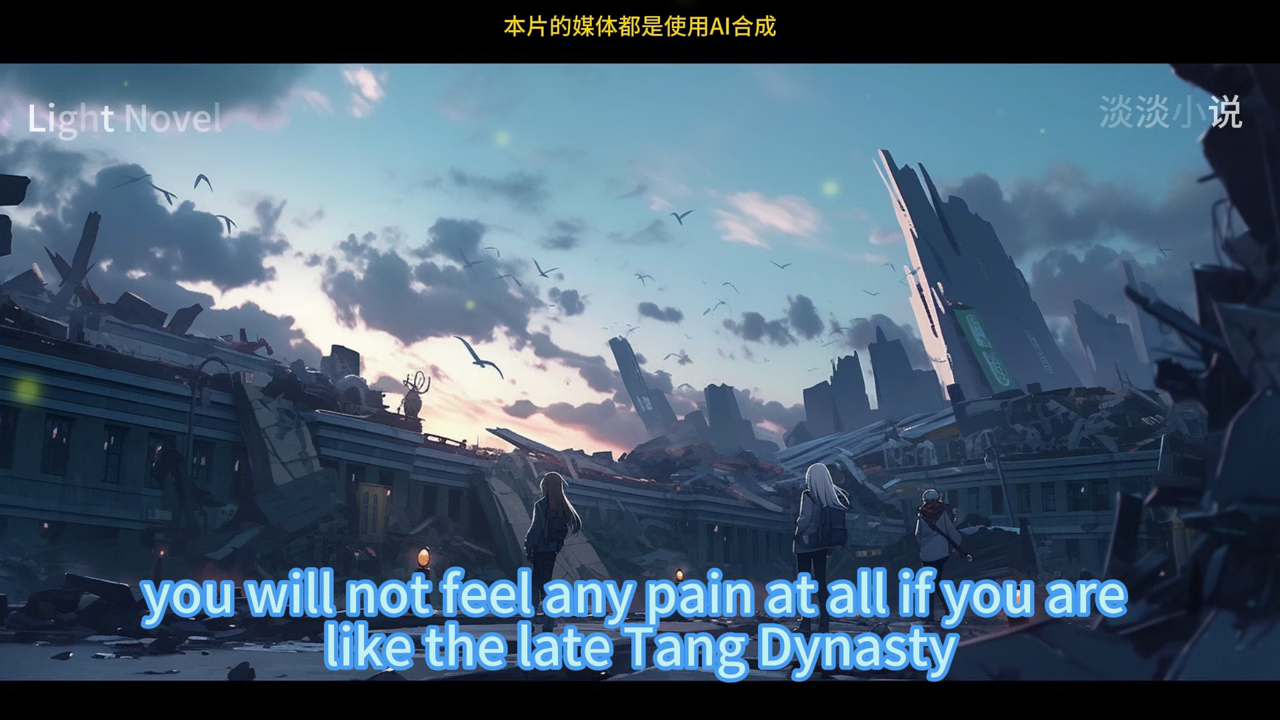 本片的媒体都是使用AI合成
Light Novel
淡淡小说
you will not feel any pain at all if you are
like the late Tang Dynasty